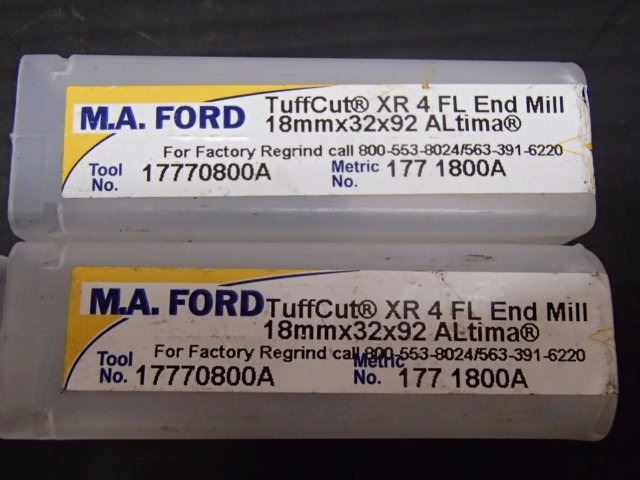 M.A. FORD
TuffCut® XR 4 FL End Mill
18mmx32x92 ALtima®
For Factory Regrind call 800-553-8024/563-391-6220
Tool No. 17770800A
Metric No. 177 1800A
M.A. FORD
TuffCut® XR 4 FL End Mill
18mmx32x92 ALtima®
For Factory Regrind call 800-553-8024/563-391-6220
Tool No. 17770800A
Metric No. 177 1800A